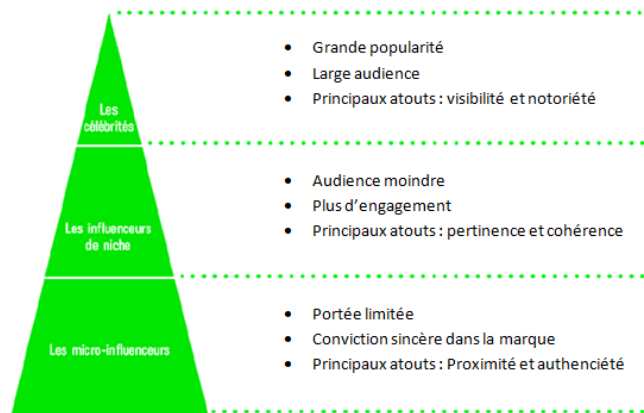 Les
célébrités
• Grande popularité
• Large audience
• Principaux atouts : visibilité et notoriété
Les influenceurs
de niche
• Audience moindre
• Plus d'engagement
• Principaux atouts : pertinence et cohérence
Les micro-influenceurs
• Portée limitée
• Conviction sincère dans la marque
• Principaux atouts : Proximité et authenciété